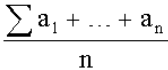 ∑ a₁ + … + aₙ
n